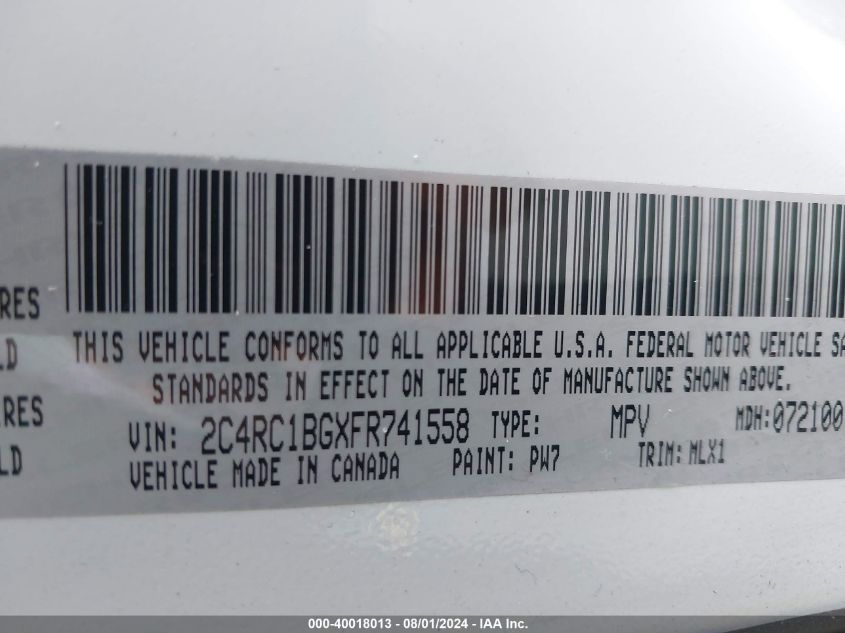 RES
LD
RES
LD
THIS VEHICLE CONFORMS TO ALL APPLICABLE U.S.A. FEDERAL MOTOR VEHICLE SA
STANDARDS IN EFFECT ON THE DATE OF MANUFACTURE SHOWN ABOVE.
VIN: 2C4RC1BGXFR741558 TYPE: MPV MDH:072100
VEHICLE MADE IN CANADA PAINT: PW7 TRIM: MLX1
000-40018013 - 08/01/2024 - IAA Inc.